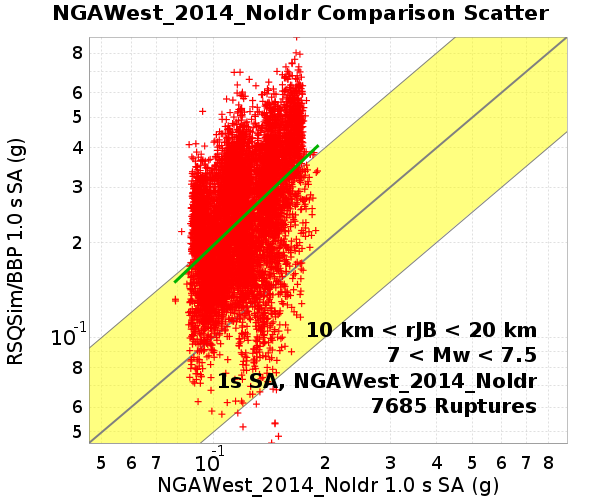 NGAWest_2014_NoIdr Comparison Scatter
RSQSim/BBP 1.0 s SA (g)
8
6
5
4
3
2
10-1
8
6
5
10 km < rJB < 20 km
7 < Mw < 7.5
1s SA, NGAWest_2014_NoIdr
7685 Ruptures
5 6 7 10-1 2 3 4 5 6 7 8
NGAWest_2014_NoIdr 1.0 s SA (g)